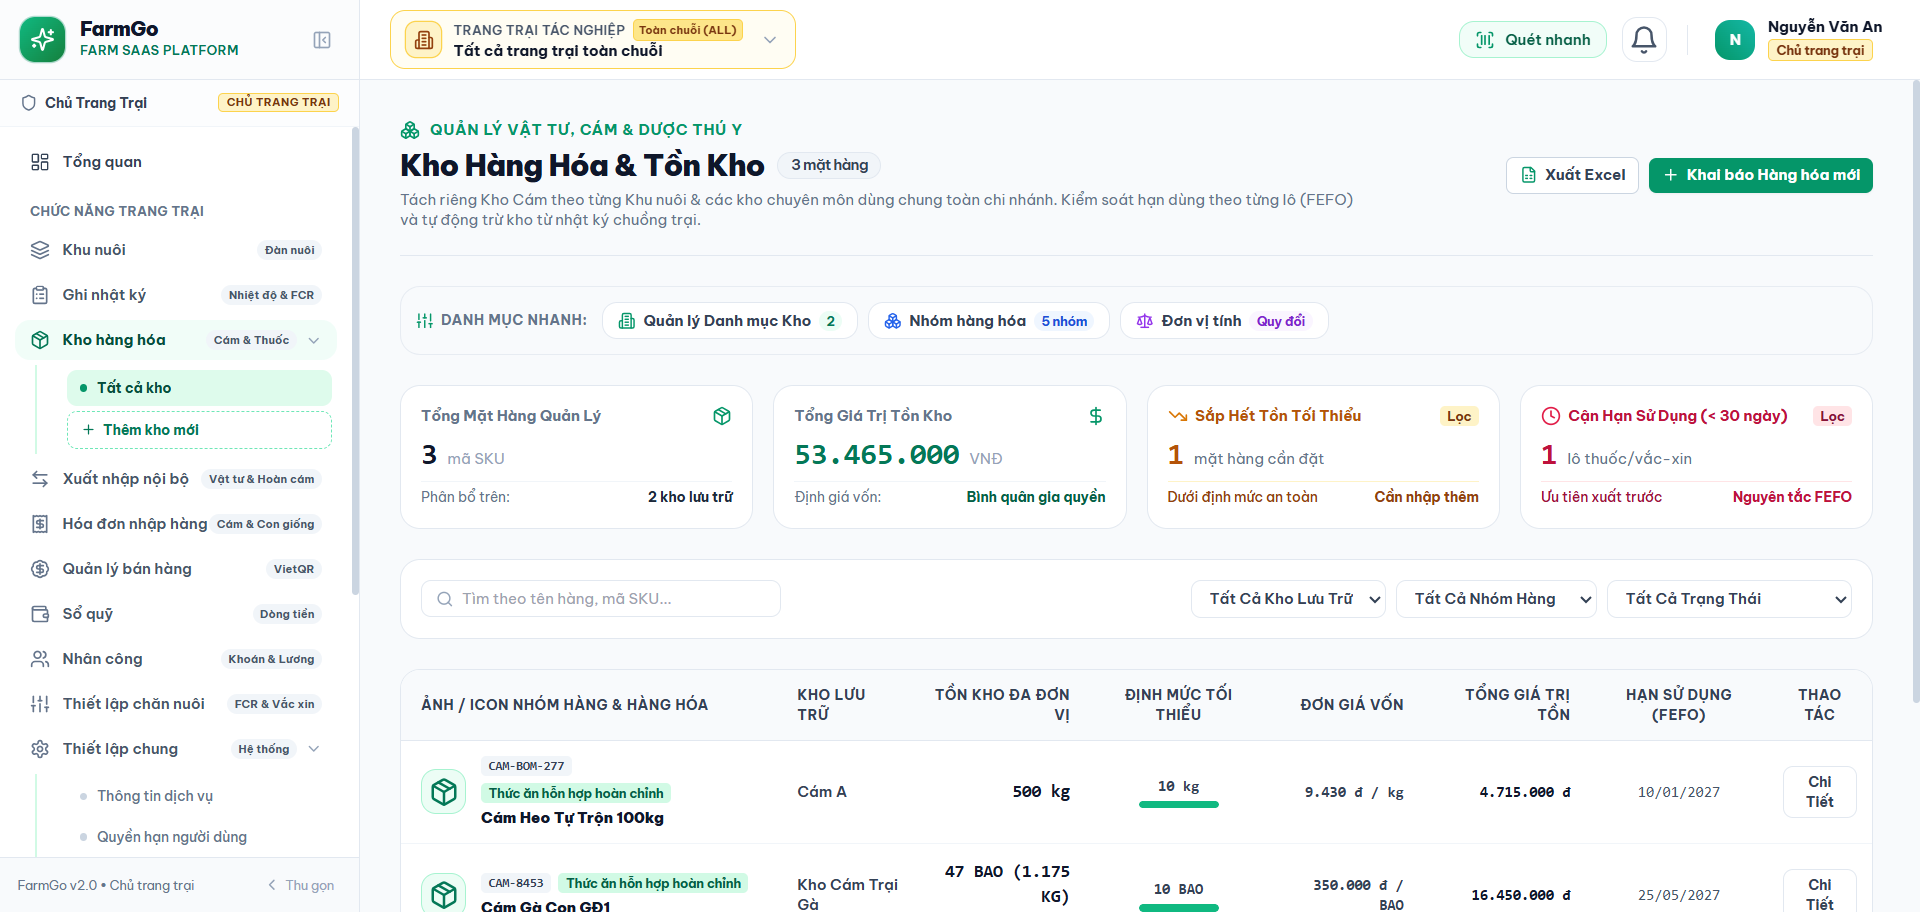 FarmGo
FARM SAAS PLATFORM
TRANG TRẠI TÁC NGHIỆP Toàn chuỗi (ALL)
Tất cả trang trại toàn chuỗi
Quét nhanh
N
Nguyễn Văn An
Chủ trang trại
Chủ Trang Trại CHỦ TRANG TRẠI
Tổng quan
CHỨC NĂNG TRANG TRẠI
Khu nuôi Đàn nuôi
Ghi nhật ký Nhiệt độ & FCR
Kho hàng hóa Cám & Thuốc
Tất cả kho
+ Thêm kho mới
Xuất nhập nội bộ Vật tư & Hoàn cám
Hóa đơn nhập hàng Cám & Con giống
Quản lý bán hàng VietQR
Sổ quỹ Dòng tiền
Nhân công Khoán & Lương
Thiết lập chăn nuôi FCR & Vắc xin
Thiết lập chung Hệ thống
Thông tin dịch vụ
Quyền hạn người dùng
FarmGo v2.0 • Chủ trang trại Thu gọn
QUẢN LÝ VẬT TƯ, CÁM & DƯỢC THÚ Y
Kho Hàng Hóa & Tồn Kho 3 mặt hàng
Tách riêng Kho Cám theo từng Khu nuôi & các kho chuyên môn dùng chung toàn chi nhánh. Kiểm soát hạn dùng theo từng lô (FEFO)
và tự động trừ kho từ nhật ký chuồng trại.
Xuất Excel
+ Khai báo Hàng hóa mới
DANH MỤC NHANH: Quản lý Danh mục Kho 2 Nhóm hàng hóa 5 nhóm Đơn vị tính Quy đổi
Tổng Mặt Hàng Quản Lý
3 mã SKU
Phân bổ trên: 2 kho lưu trữ
Tổng Giá Trị Tồn Kho
53.465.000 VNĐ
Định giá vốn: Bình quân gia quyền
Sắp Hết Tồn Tối Thiểu Lọc
1 mặt hàng cần đặt
Dưới định mức an toàn Cần nhập thêm
Cận Hạn Sử Dụng (< 30 ngày) Lọc
1 lô thuốc/vắc-xin
Ưu tiên xuất trước Nguyên tắc FEFO
Tìm theo tên hàng, mã SKU...
Tất Cả Kho Lưu Trữ
Tất Cả Nhóm Hàng
Tất Cả Trạng Thái
ẢNH / ICON NHÓM HÀNG & HÀNG HÓA
KHO LƯU
TRỮ
TỒN KHO ĐA ĐƠN
VỊ
ĐỊNH MỨC TỐI
THIỂU
ĐƠN GIÁ VỐN
TỔNG GIÁ TRỊ
TỒN
HẠN SỬ DỤNG
(FEFO)
THAO
TÁC
CAM-BOM-277
Thức ăn hỗn hợp hoàn chỉnh
Cám Heo Tự Trộn 100kg
Cám A
500 kg
10 kg
9.430 đ / kg
4.715.000 đ
10/01/2027
Chi
Tiết
CAM-8453 Thức ăn hỗn hợp hoàn chỉnh
Cám Gà Con GĐ1
Kho Cám Trại
Gà
47 BAO (1.175
KG)
10 BAO
350.000 đ /
BAO
16.450.000 đ
25/05/2027
Chi
Tiết